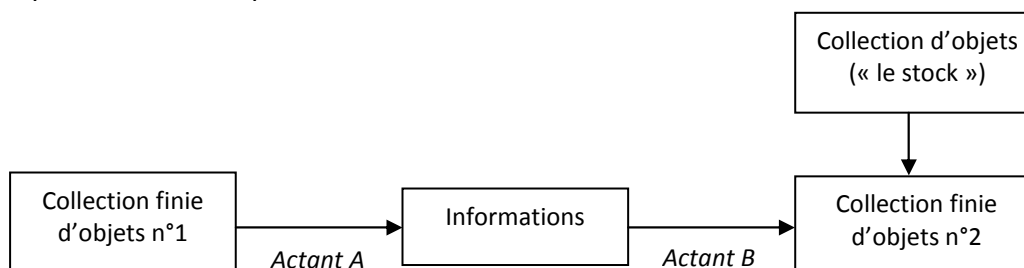 Collection d’objets
(« le stock »)
Collection finie
d’objets n°1
Actant A
Informations
Actant B
Collection finie
d’objets n°2